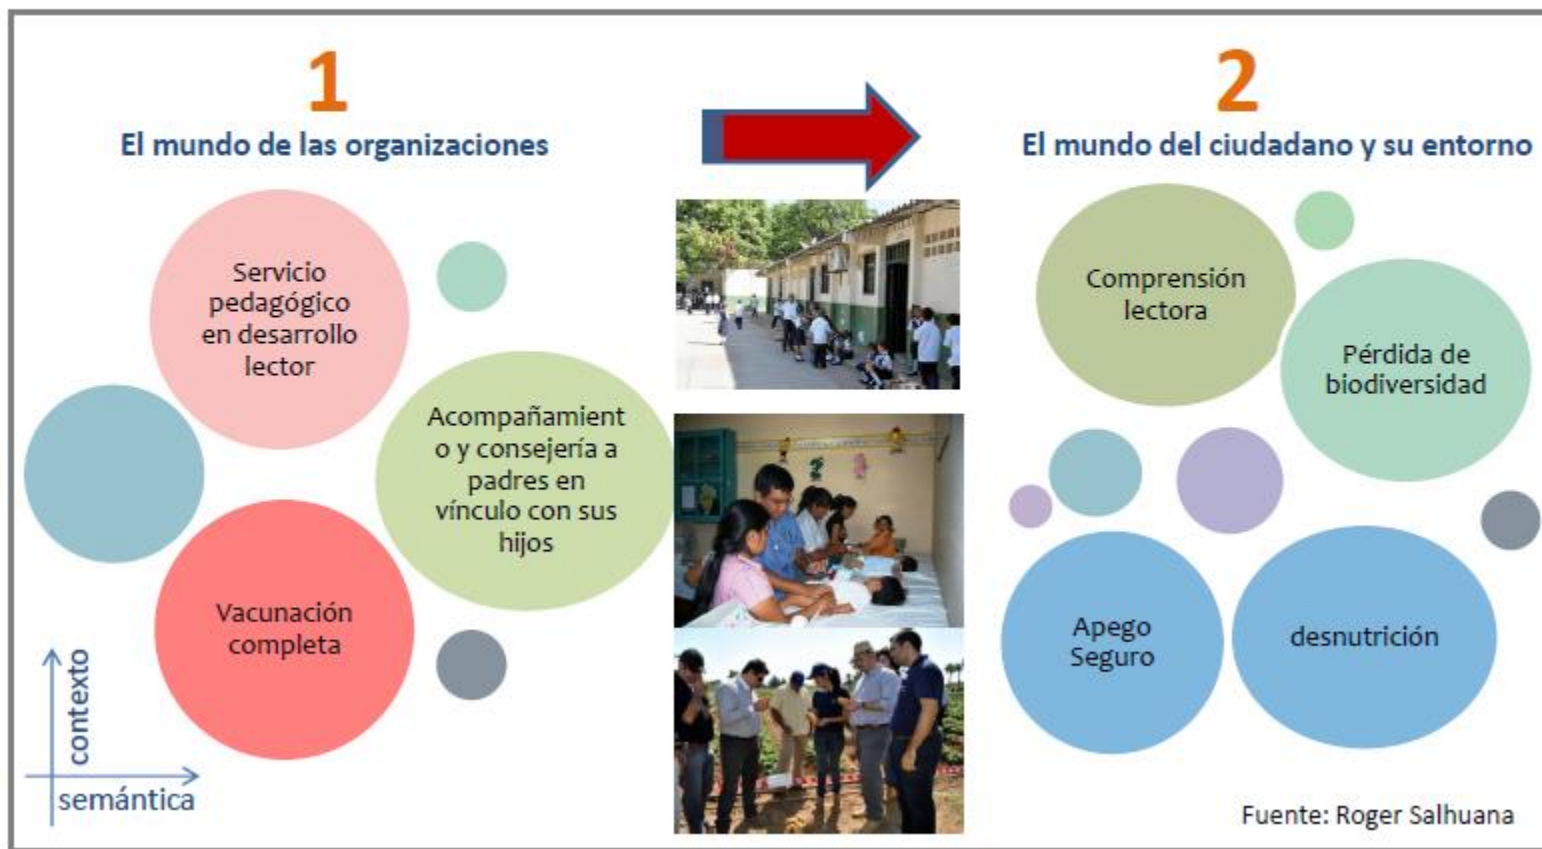 1
El mundo de las organizaciones
Servicio
pedagógico
en desarrollo
lector
Acompañamient
o y consejería a
padres en
vínculo con sus
hijos
Vacunación
completa
contexto
semántica
2
El mundo del ciudadano y su entorno
Comprensión
lectora
Pérdida de
biodiversidad
Apego
Seguro
desnutrición
Fuente: Roger Salhuana